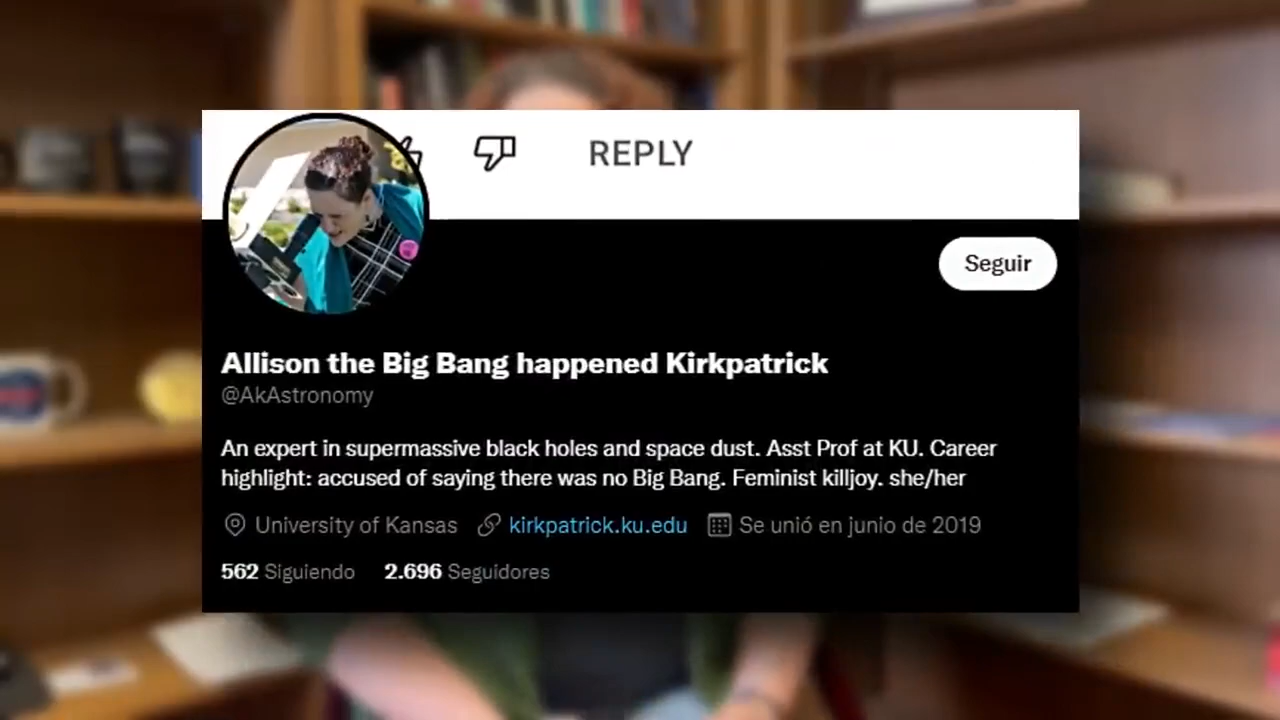 REPLY
Seguir
Allison the Big Bang happened Kirkpatrick
@AkAstronomy
An expert in supermassive black holes and space dust. Asst Prof at KU. Career
highlight: accused of saying there was no Big Bang. Feminist killjoy. she/her
University of Kansas kirkpatrick.ku.edu Se unió en junio de 2019
562 Siguiendo 2.696 Seguidores